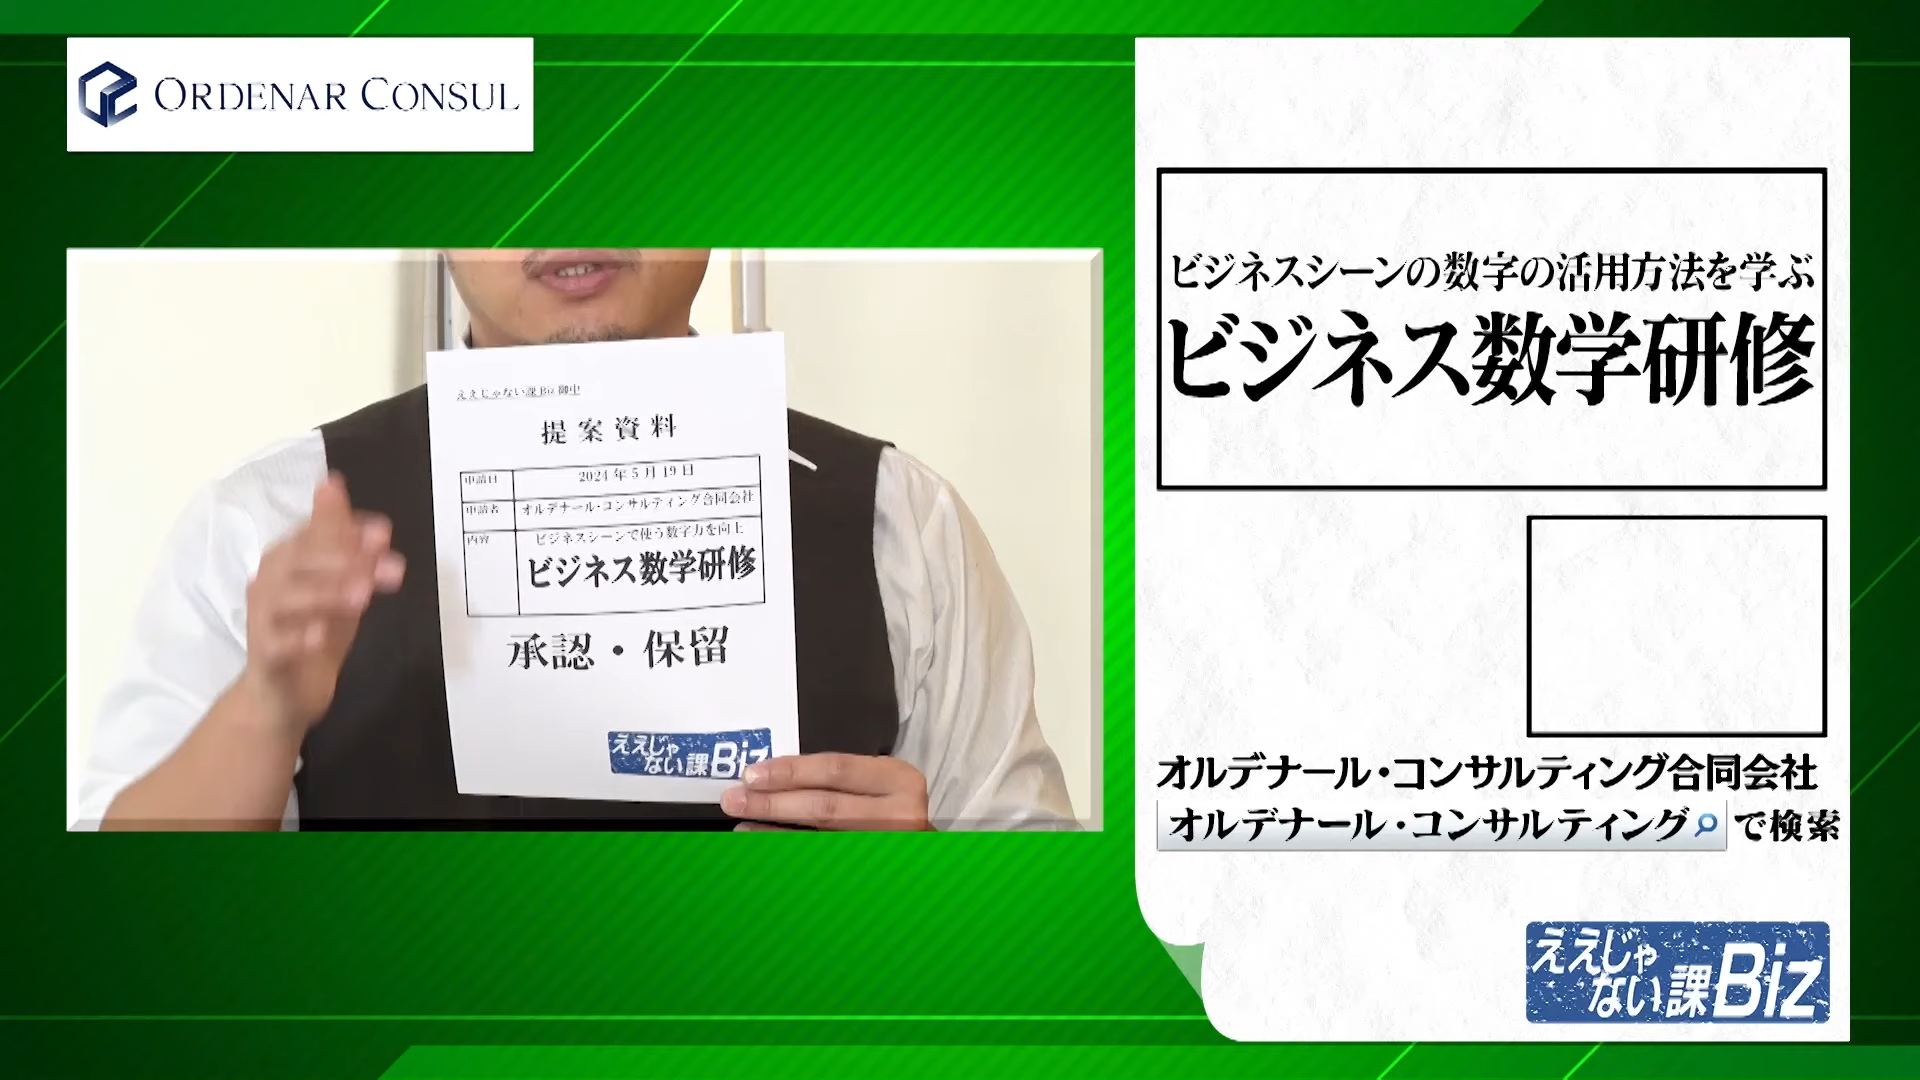 ORDENAR CONSUL
ええじゃない課Biz 御中
提案資料
申請日 2024年5月19日
申請者 オルデナール・コンサルティング合同会社
内容 ビジネスシーンで使う数字力を向上
ビジネス数学研修
承認・保留
ええじゃ
ない課Biz
ビジネスシーンの数字の活用方法を学ぶ
ビジネス数学研修
オルデナール・コンサルティング合同会社
オルデナール・コンサルティング で検索
ええじゃ
ない課Biz